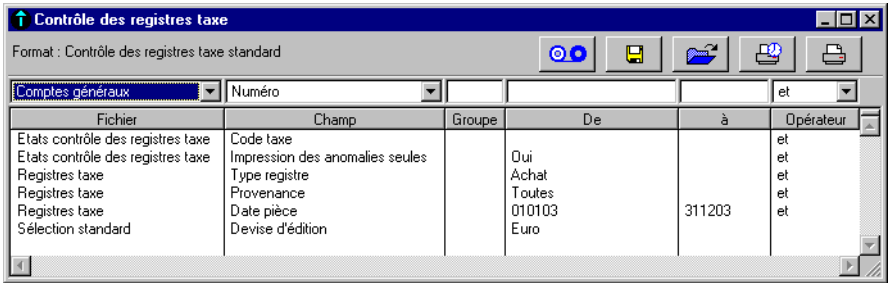 Contrôle des registres taxe
Format : Contrôle des registres taxe standard
Comptes généraux Numéro et
Fichier Champ Groupe De à Opérateur
Etats contrôle des registres taxe Code taxe et
Etats contrôle des registres taxe Impression des anomalies seules Oui et
Registres taxe Type registre Achat et
Registres taxe Provenance Toutes et
Registres taxe Date pièce 010103 311203 et
Sélection standard Devise d'édition Euro